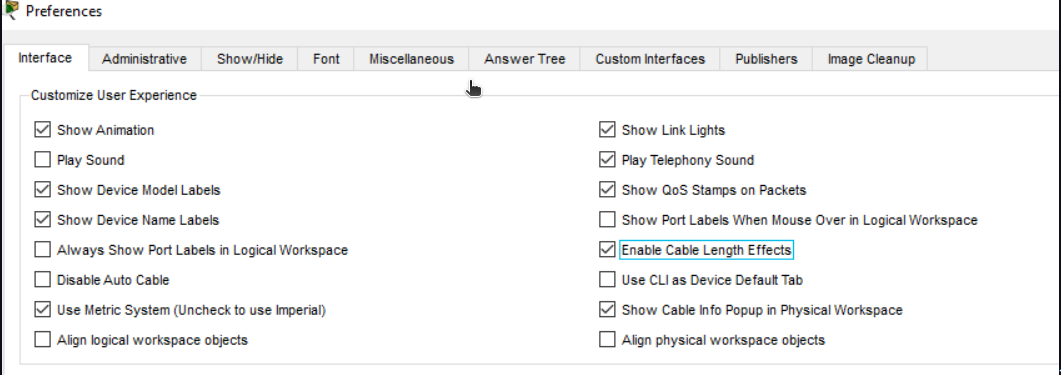 Preferences
Interface Administrative Show/Hide Font Miscellaneous Answer Tree Custom Interfaces Publishers Image Cleanup
Customize User Experience
Show Animation Show Link Lights
Play Sound Play Telephony Sound
Show Device Model Labels Show QoS Stamps on Packets
Show Device Name Labels Show Port Labels When Mouse Over in Logical Workspace
Always Show Port Labels in Logical Workspace Enable Cable Length Effects
Disable Auto Cable Use CLI as Device Default Tab
Use Metric System (Uncheck to use Imperial) Show Cable Info Popup in Physical Workspace
Align logical workspace objects Align physical workspace objects